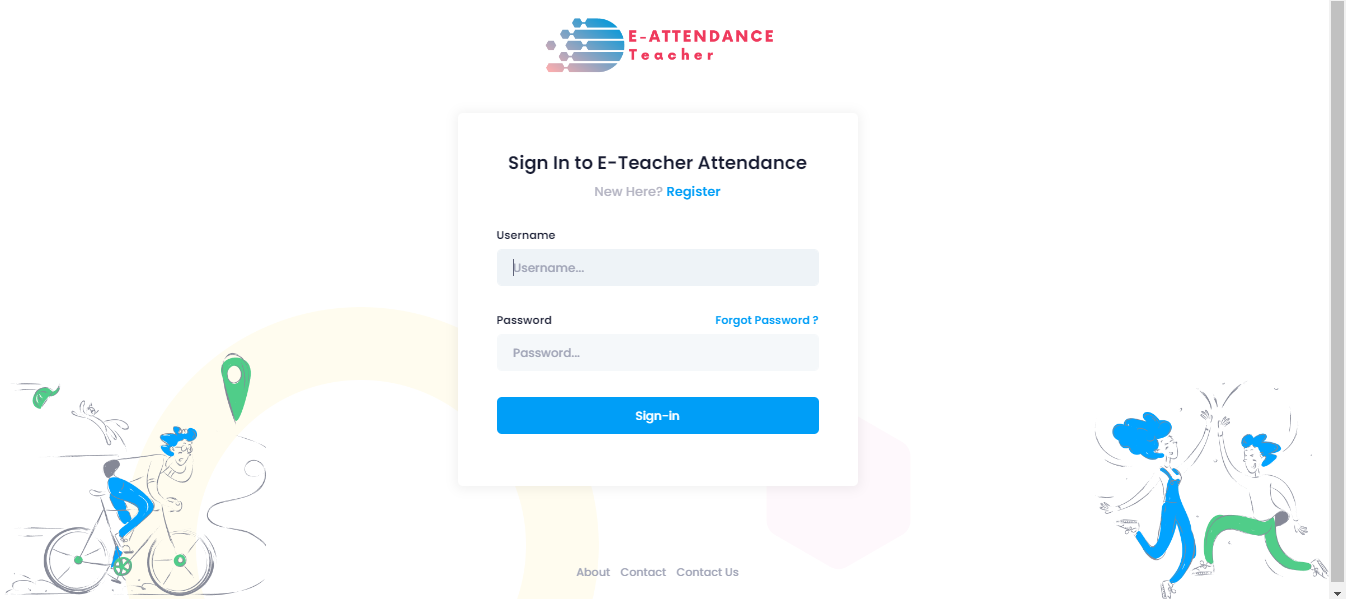 E-ATTENDANCE
Teacher
Sign In to E-Teacher Attendance
New Here? Register
Username
Username...
Password Forgot Password ?
Password...
Sign-in
About Contact Contact Us